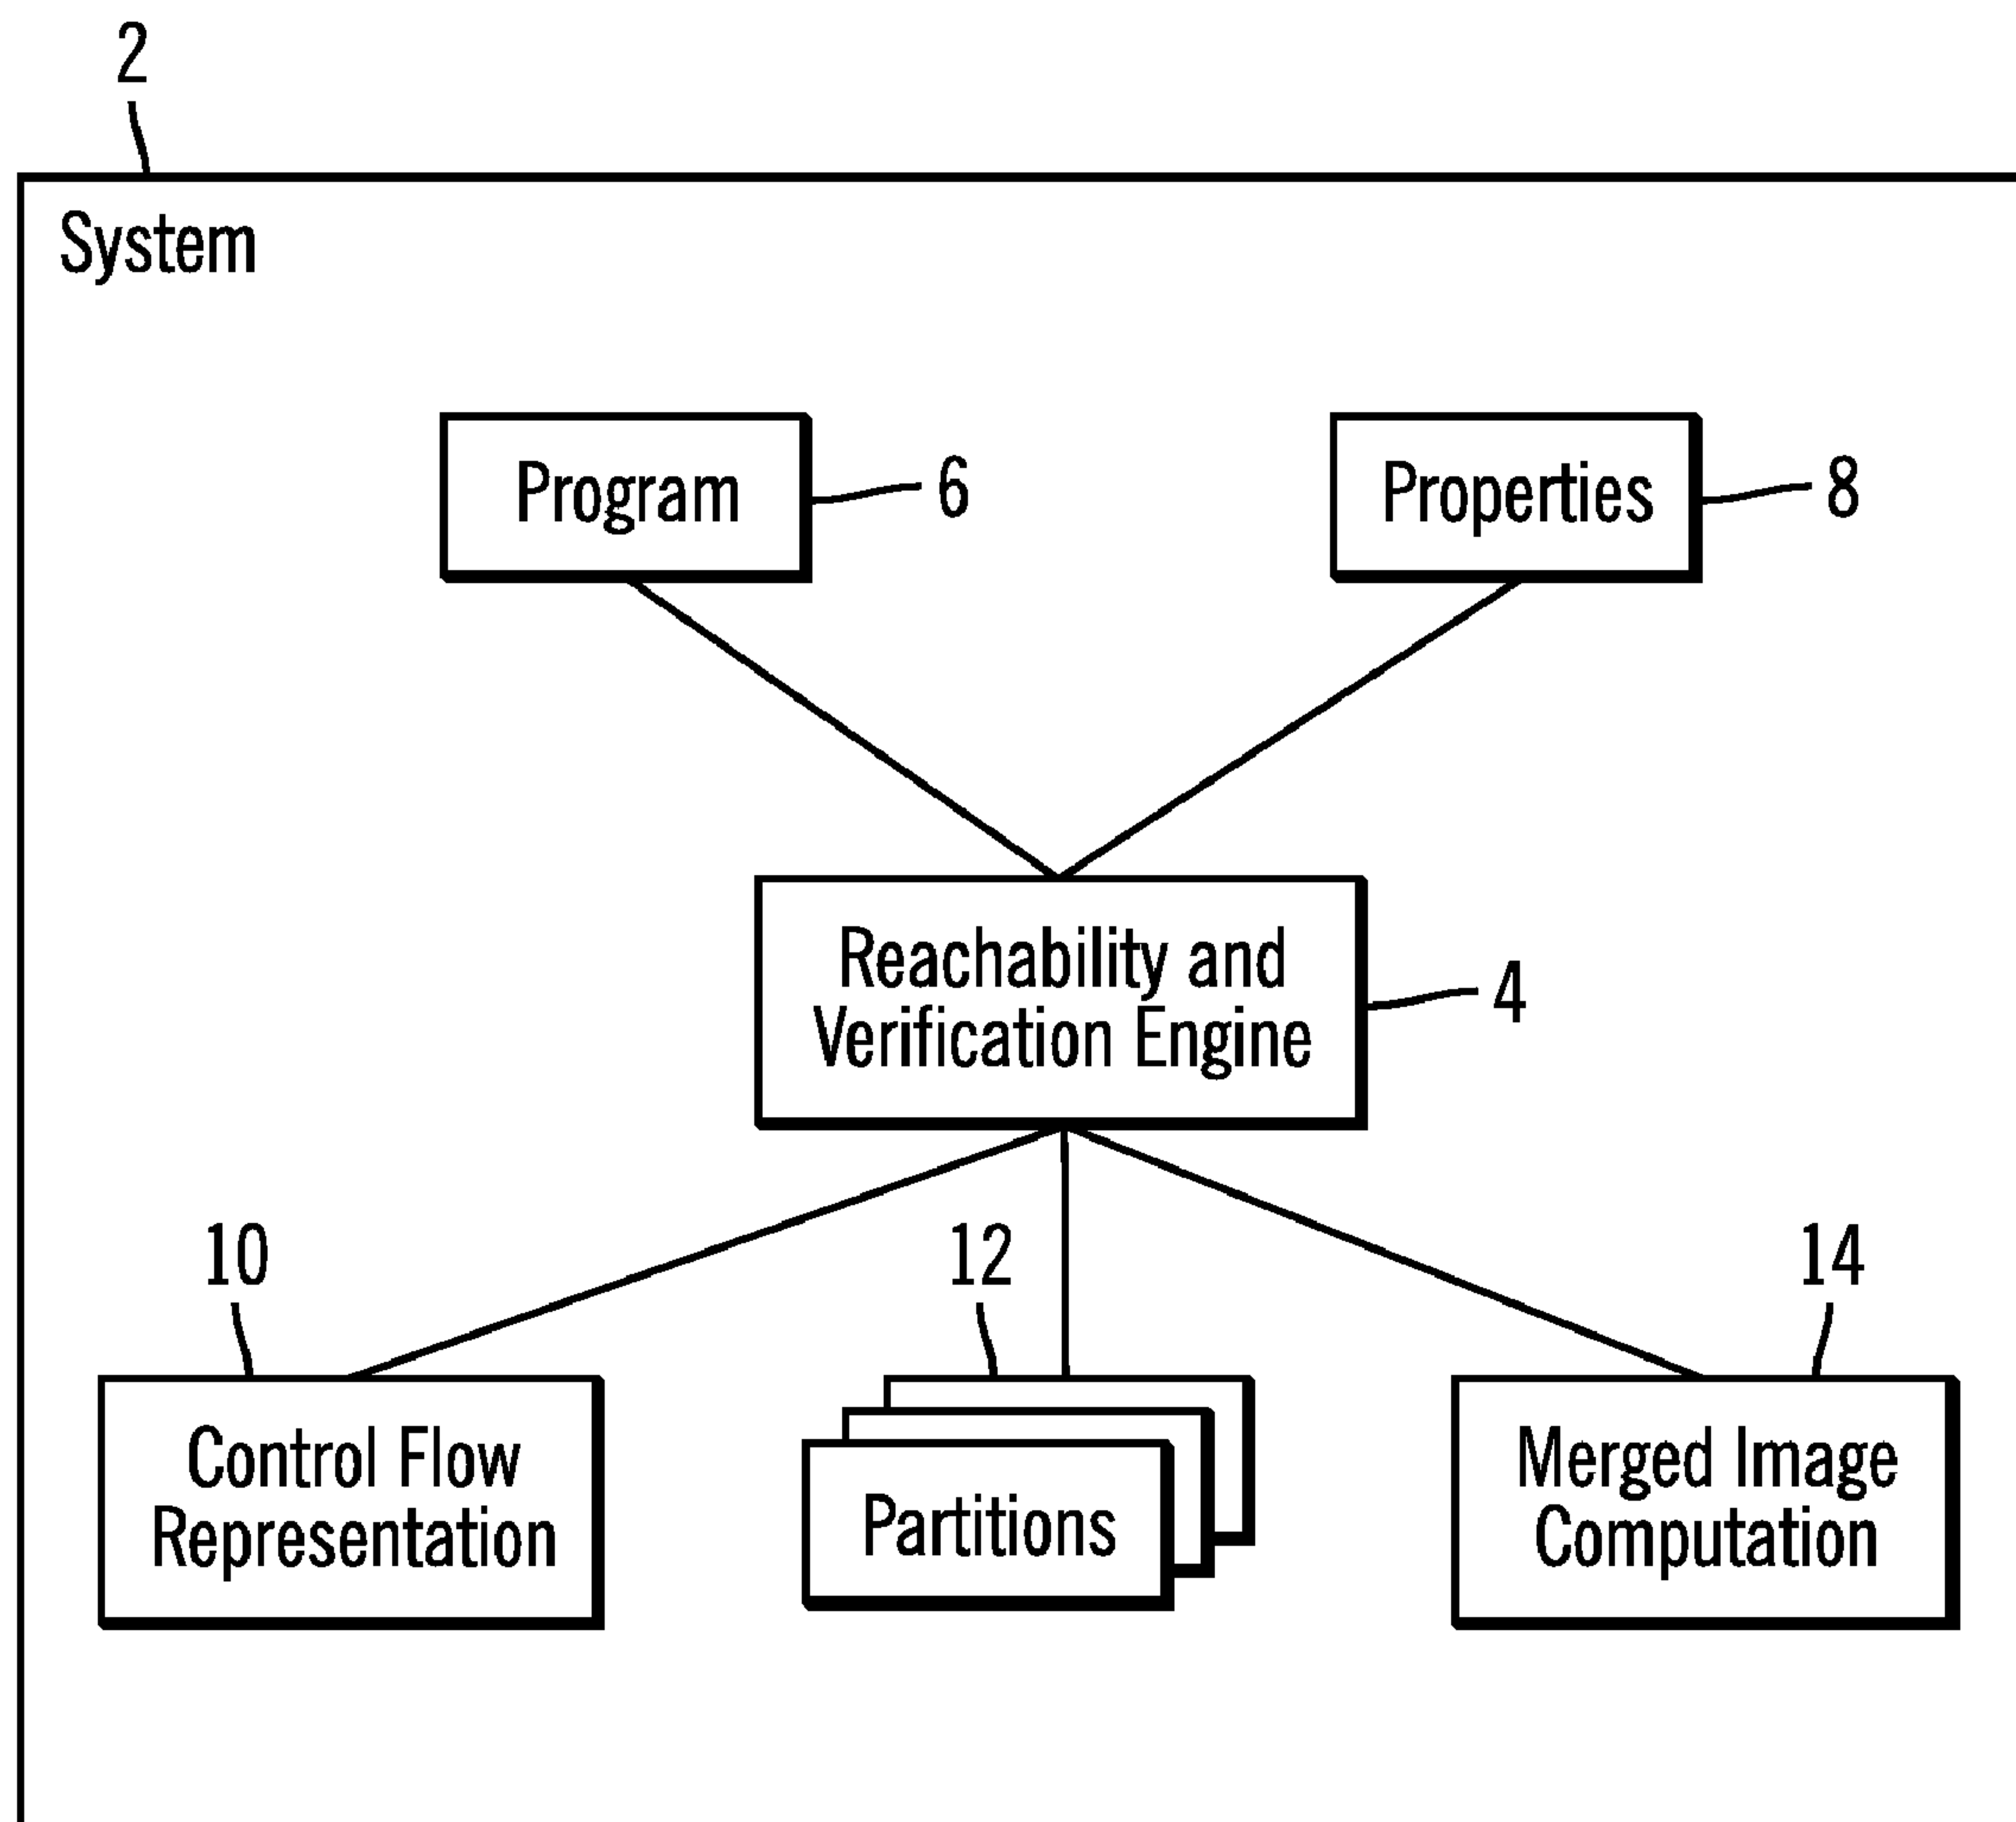 2
System
Program
6
Properties
8
Reachability and
Verification Engine
4
10
12
14
Control Flow
Representation
Partitions
Merged Image
Computation